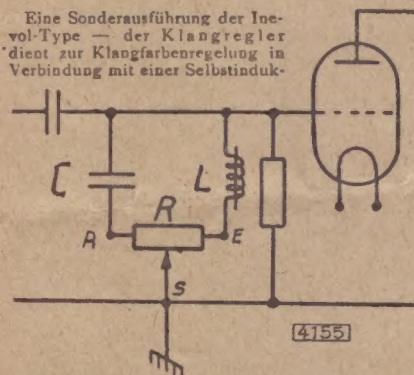 Eine Sonderausführung der Ine-
vol-Type — der Klangregler
dient zur Klangfarbenregelung in
Verbindung mit einer Selbstinduk-
C
L
R
A
E
S
4155